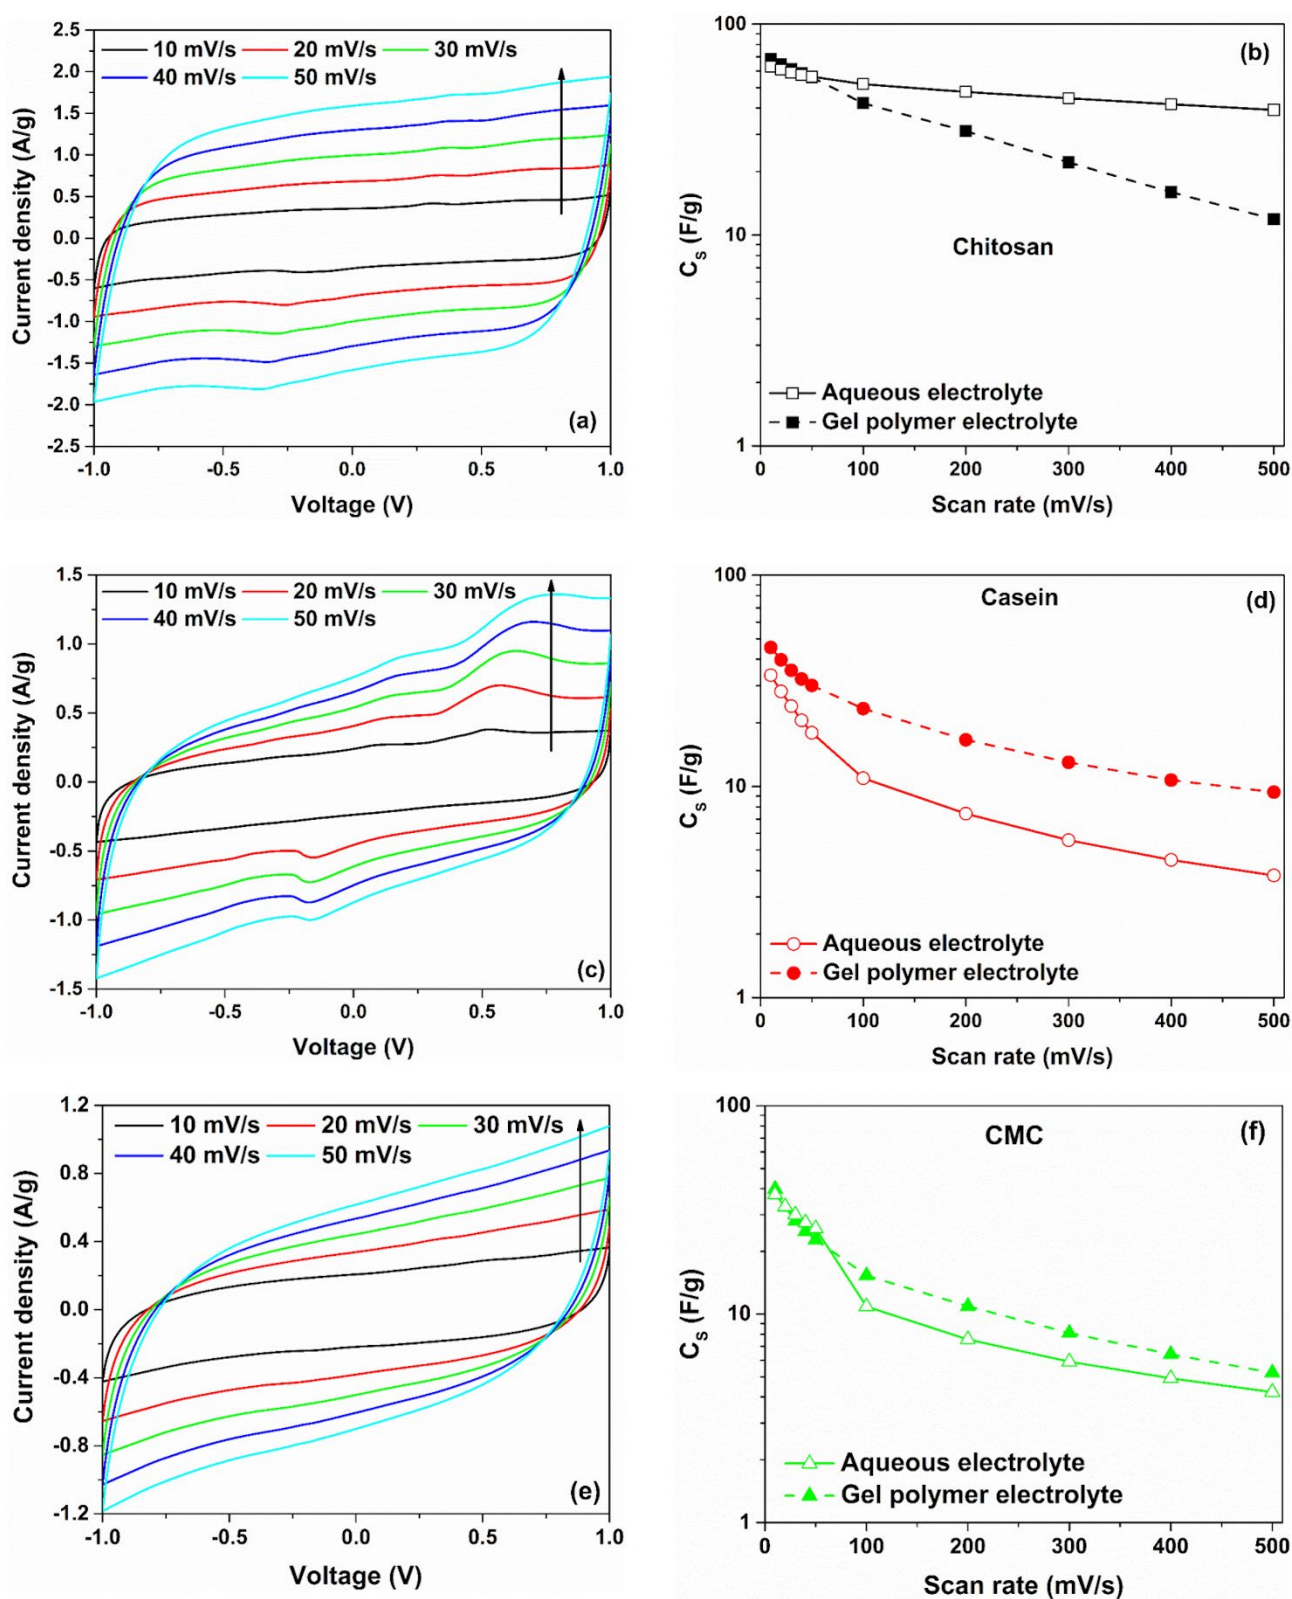 2.5
2.0
1.5
1.0
0.5
0.0
-0.5
-1.0
-1.5
-2.0
-2.5
Current density (A/g)
10 mV/s 20 mV/s 30 mV/s
40 mV/s 50 mV/s
(a)
-1.0 -0.5 0.0 0.5 1.0
Voltage (V)
100
10
1
Cs (F/g)
(b)
Chitosan
Aqueous electrolyte
Gel polymer electrolyte
0 100 200 300 400 500
Scan rate (mV/s)
1.5
1.0
0.5
0.0
-0.5
-1.0
-1.5
Current density (A/g)
10 mV/s 20 mV/s 30 mV/s
40 mV/s 50 mV/s
(c)
-1.0 -0.5 0.0 0.5 1.0
Voltage (V)
100
10
1
Cs (F/g)
Casein
(d)
Aqueous electrolyte
Gel polymer electrolyte
0 100 200 300 400 500
Scan rate (mV/s)
1.2
0.8
0.4
0.0
-0.4
-0.8
-1.2
Current density (A/g)
10 mV/s 20 mV/s 30 mV/s
40 mV/s 50 mV/s
(e)
-1.0 -0.5 0.0 0.5 1.0
Voltage (V)
100
10
1
Cs (F/g)
CMC
(f)
Aqueous electrolyte
Gel polymer electrolyte
0 100 200 300 400 500
Scan rate (mV/s)